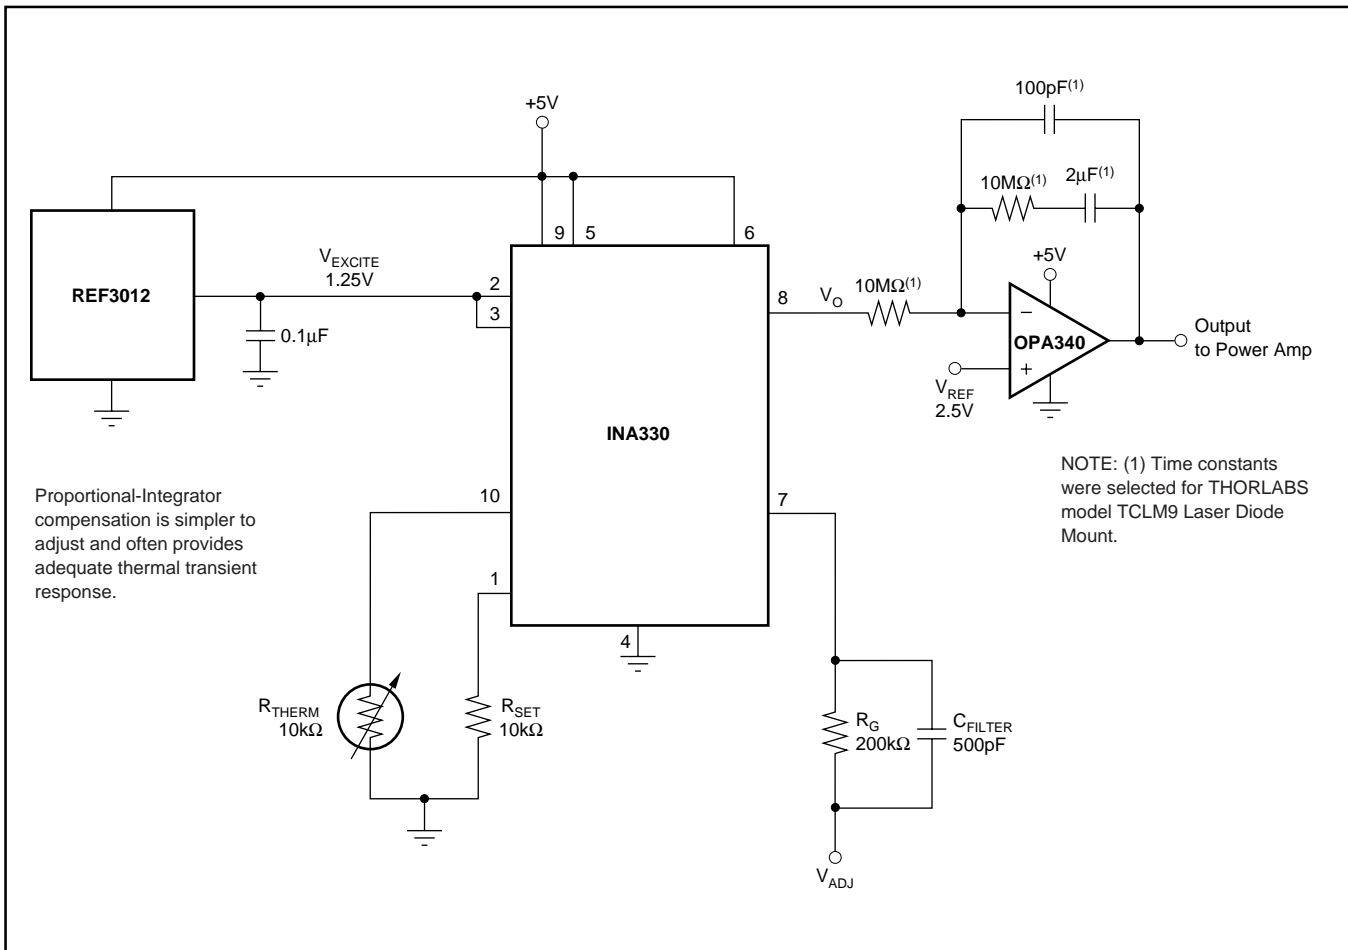 100pF(1)
+5V
10MΩ(1)
2µF(1)
9
5
6
VEXCITE
1.25V
+5V
REF3012
2
3
8
VO
10MΩ(1)
–
OPA340
+
Output
to Power Amp
0.1µF
VREF
2.5V
INA330
NOTE: (1) Time constants
were selected for THORLABS
model TCLM9 Laser Diode
Mount.
Proportional-Integrator
compensation is simpler to
adjust and often provides
adequate thermal transient
response.
10
7
1
4
RTHERM
10kΩ
RSET
10kΩ
RG
200kΩ
CFILTER
500pF
VADJ